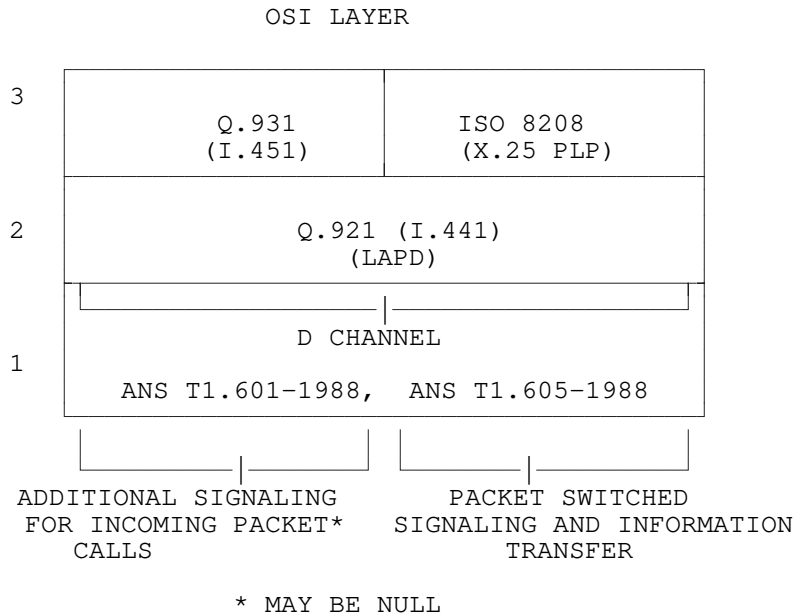 OSI LAYER
3
Q.931
(I.451)
ISO 8208
(X.25 PLP)
2
Q.921 (I.441)
(LAPD)
D CHANNEL
1
ANS T1.601-1988, ANS T1.605-1988
ADDITIONAL SIGNALING
FOR INCOMING PACKET*
CALLS
PACKET SWITCHED
SIGNALING AND INFORMATION
TRANSFER
* MAY BE NULL